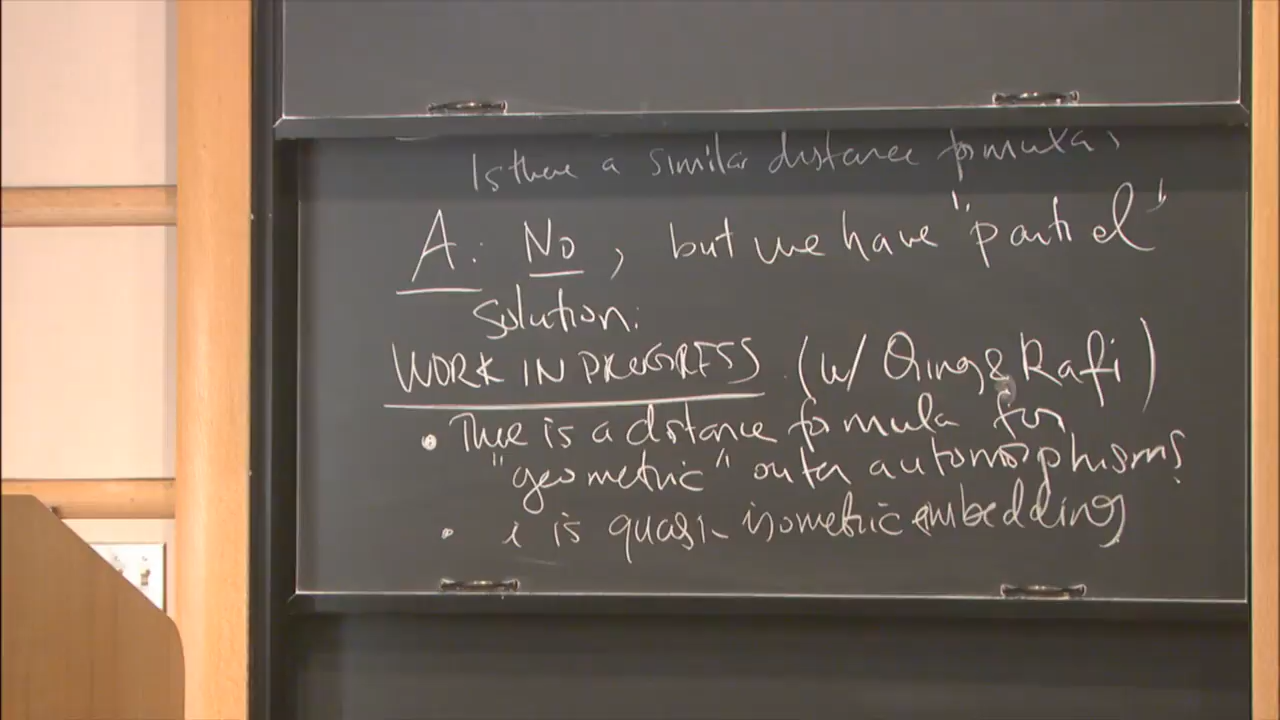 Is there a similar distance formula?
A: No, but we have "partial"
solution:
WORK IN PROGRESS (w/ Qing & Rafi)
• There is a distance formula for
"geometric" outer automorphisms
• i is quasi-isometric embedding